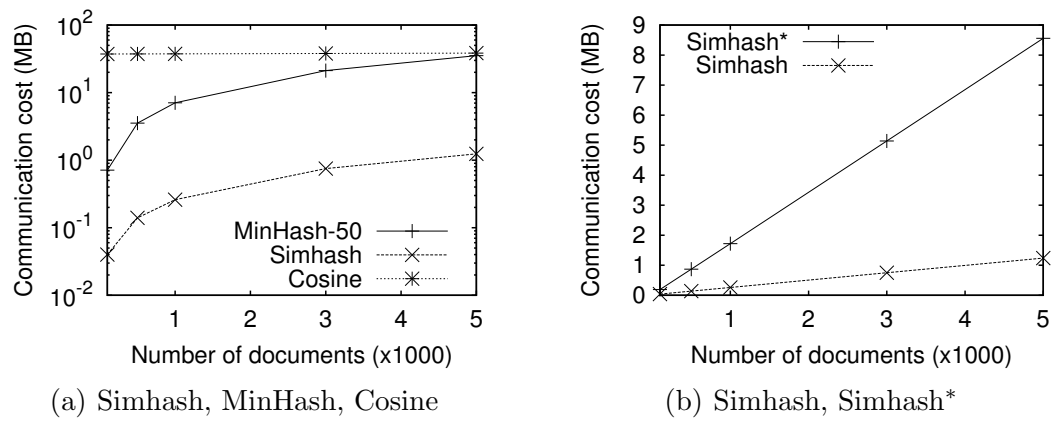 Communication cost (MB)
10^2
10^1
10^0
10^-1
10^-2
MinHash-50
Simhash
Cosine
1 2 3 4 5
Number of documents (x1000)
(a) Simhash, MinHash, Cosine
Communication cost (MB)
9
8
7
6
5
4
3
2
1
0
Simhash*
Simhash
1 2 3 4 5
Number of documents (x1000)
(b) Simhash, Simhash*